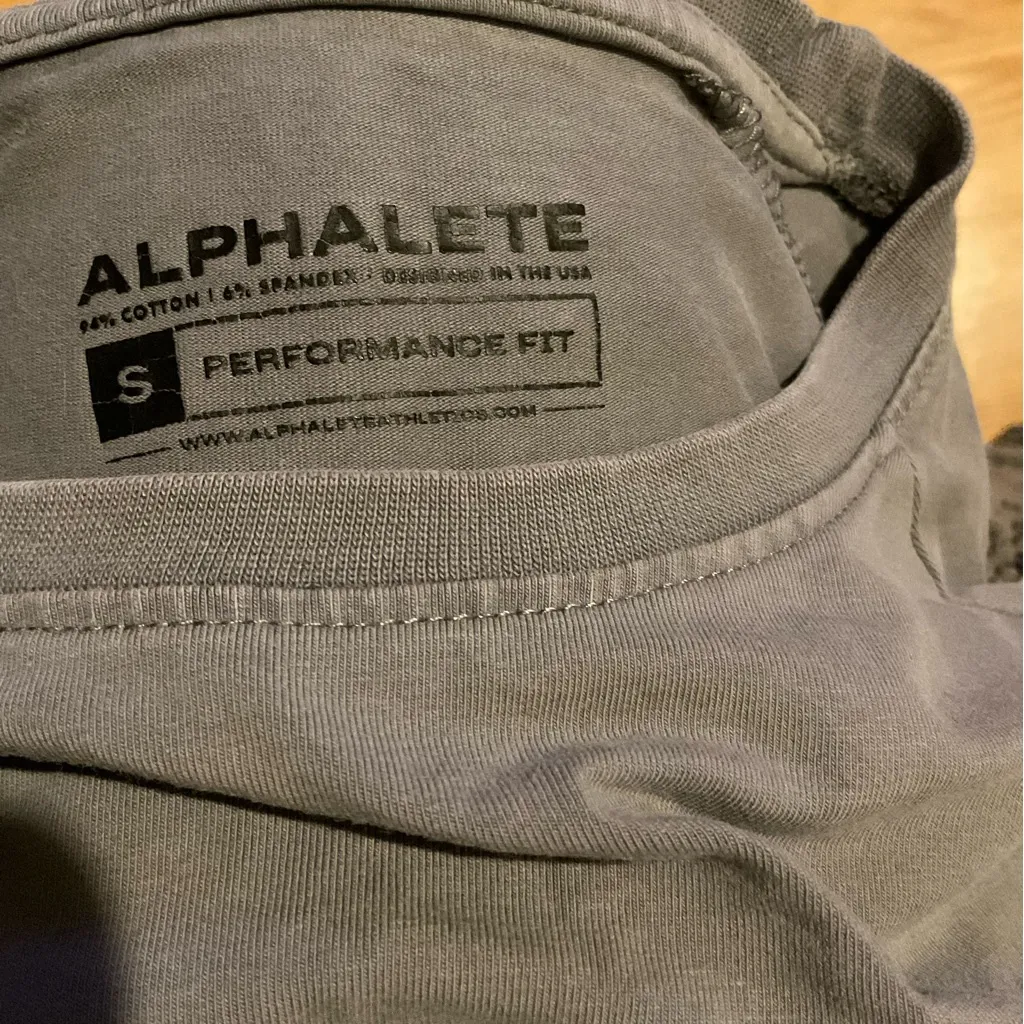 ALPHALETE
94% COTTON | 6% SPANDEX · DESIGNED IN THE USA
S PERFORMANCE FIT
WWW.ALPHALETEATHLETICS.COM